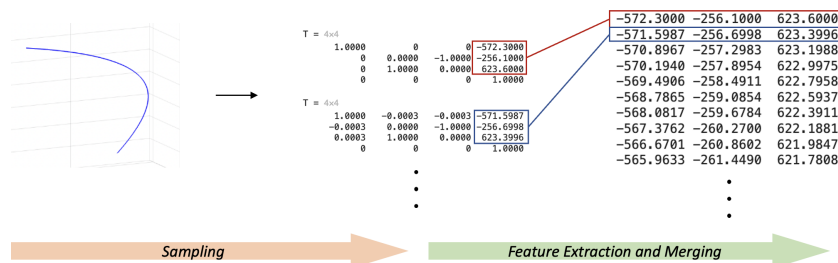 T = 4×4
1.0000 0 0 -572.3000
0 0.0000 -1.0000 -256.1000
0 1.0000 0.0000 623.6000
0 0 0 1.0000
T = 4×4
1.0000 -0.0003 -0.0003 -571.5987
-0.0003 0.0000 -1.0000 -256.6998
0.0003 1.0000 0.0000 623.3996
0 0 0 1.0000
-572.3000 -256.1000 623.6000
-571.5987 -256.6998 623.3996
-570.8967 -257.2983 623.1986
-570.1940 -257.8954 622.9975
-569.4906 -258.4911 622.7958
-568.7865 -259.0854 622.5937
-568.0817 -259.6784 622.3911
-567.3762 -260.2700 622.1881
-566.6701 -260.8602 621.9847
-565.9633 -261.4490 621.7808
Sampling
Feature Extraction and Merging